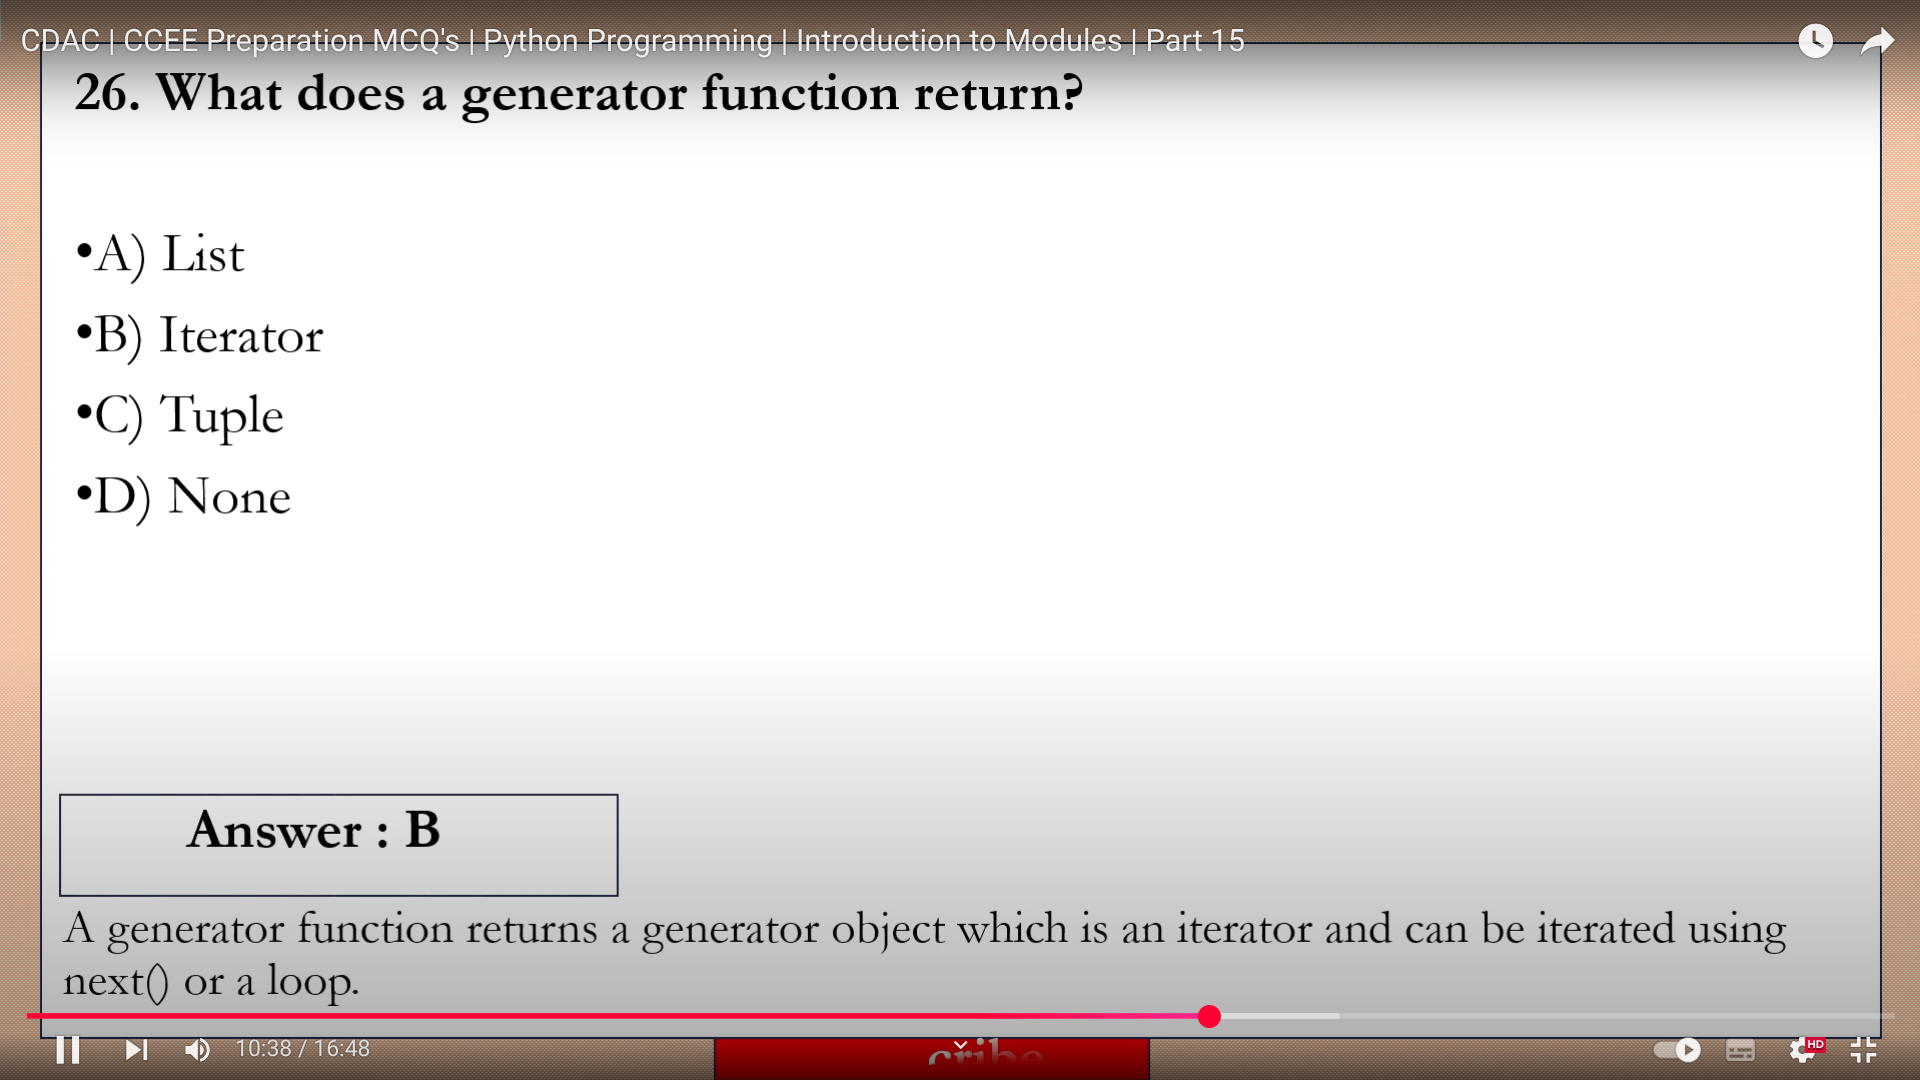 CDAC | CCEE Preparation MCQ's | Python Programming | Introduction to Modules | Part 15
26. What does a generator function return?
•A) List
•B) Iterator
•C) Tuple
•D) None
Answer : B
A generator function returns a generator object which is an iterator and can be iterated using
next() or a loop.
10:38 / 16:48
HD